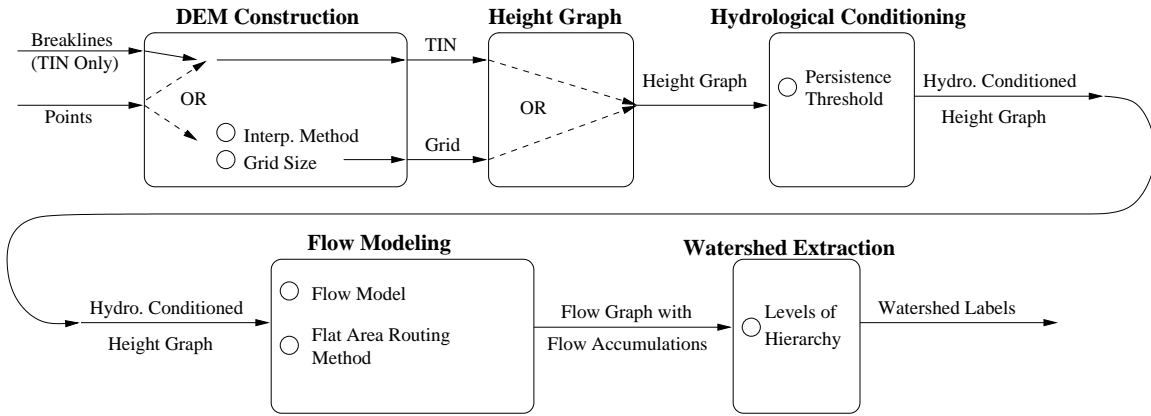 DEM Construction
Height Graph
Hydrological Conditioning
Breaklines
(TIN Only)
Points
OR
Interp. Method
Grid Size
TIN
Grid
OR
Height Graph
Persistence
Threshold
Hydro. Conditioned
Height Graph
Flow Modeling
Watershed Extraction
Hydro. Conditioned
Height Graph
Flow Model
Flat Area Routing
Method
Flow Graph with
Flow Accumulations
Levels of
Hierarchy
Watershed Labels